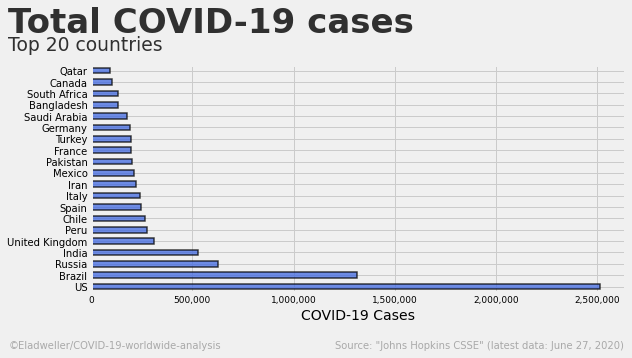 Total COVID-19 cases
Top 20 countries
Qatar
Canada
South Africa
Bangladesh
Saudi Arabia
Germany
Turkey
France
Pakistan
Mexico
Iran
Italy
Spain
Chile
Peru
United Kingdom
India
Russia
Brazil
US
0 500,000 1,000,000 1,500,000 2,000,000 2,500,000
COVID-19 Cases
©Eladweller/COVID-19-worldwide-analysis Source: "Johns Hopkins CSSE" (latest data: June 27, 2020)